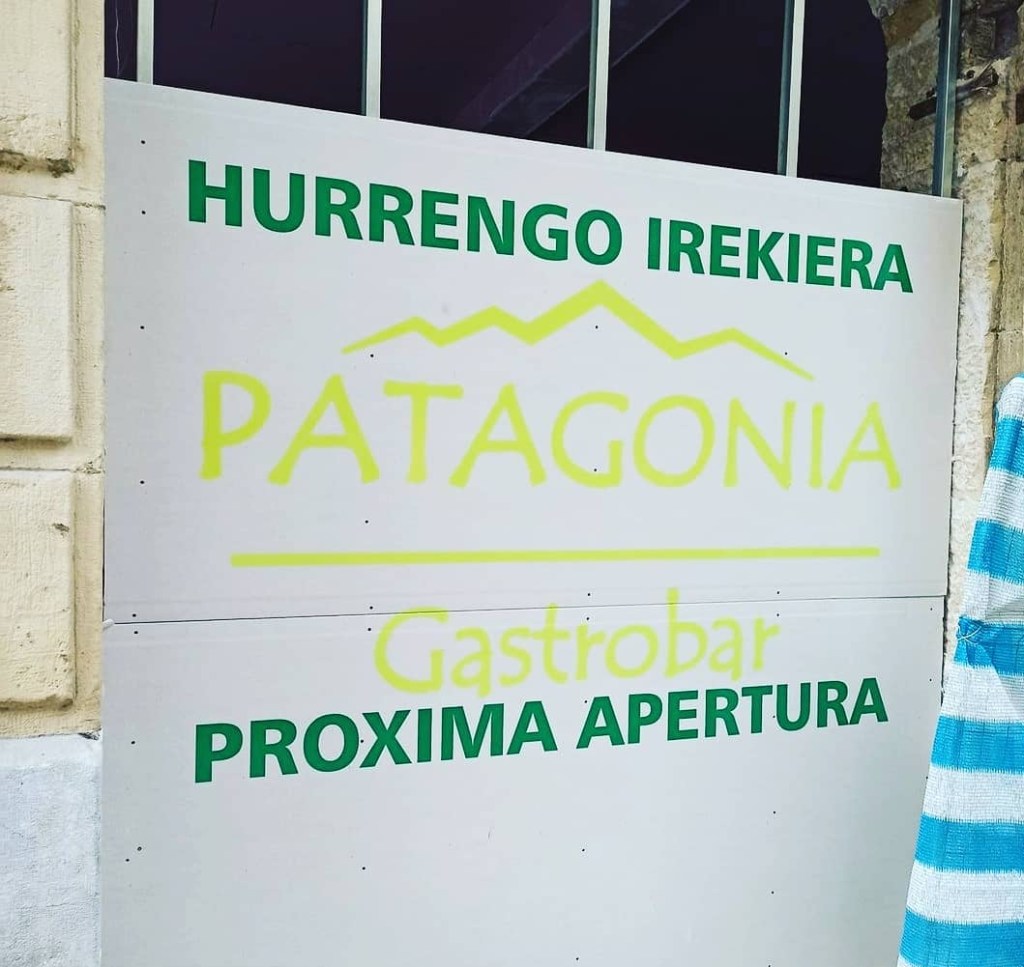 HURRENGO IREKIERA
PATAGONIA
Gastrobar
PROXIMA APERTURA